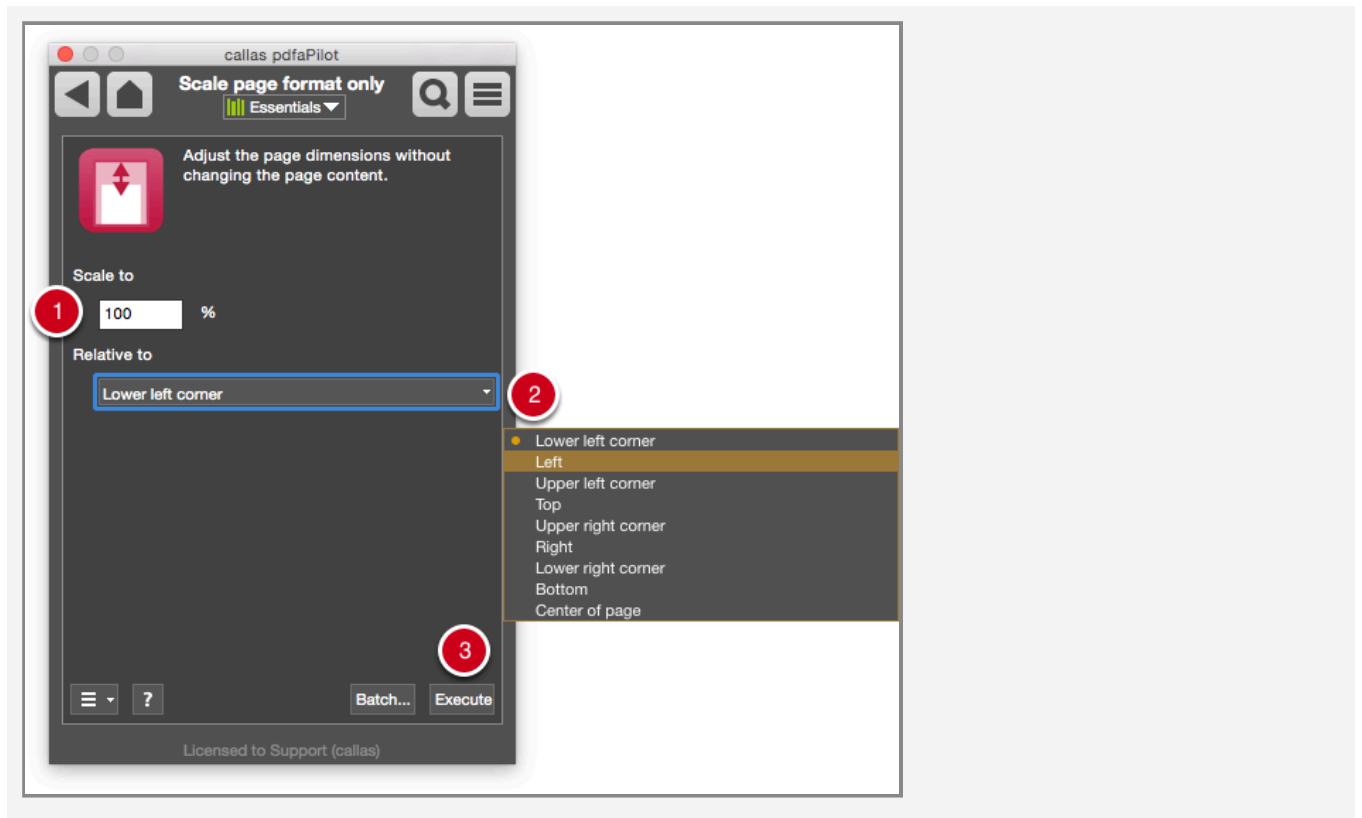 callas pdfaPilot
Scale page format only
Essentials
Adjust the page dimensions without
changing the page content.
Scale to
1
100 %
Relative to
Lower left corner
2
Lower left corner
Left
Upper left corner
Top
Upper right corner
Right
Lower right corner
Bottom
Center of page
3
? Batch... Execute
Licensed to Support (callas)